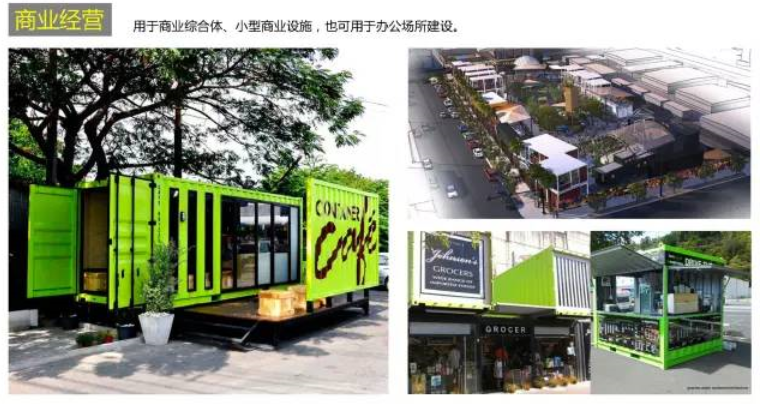 商业经营
用于商业综合体、小型商业设施，也可用于办公场所建设。
CONTAINER
Café
Johnson's
GROCERS
GROCER